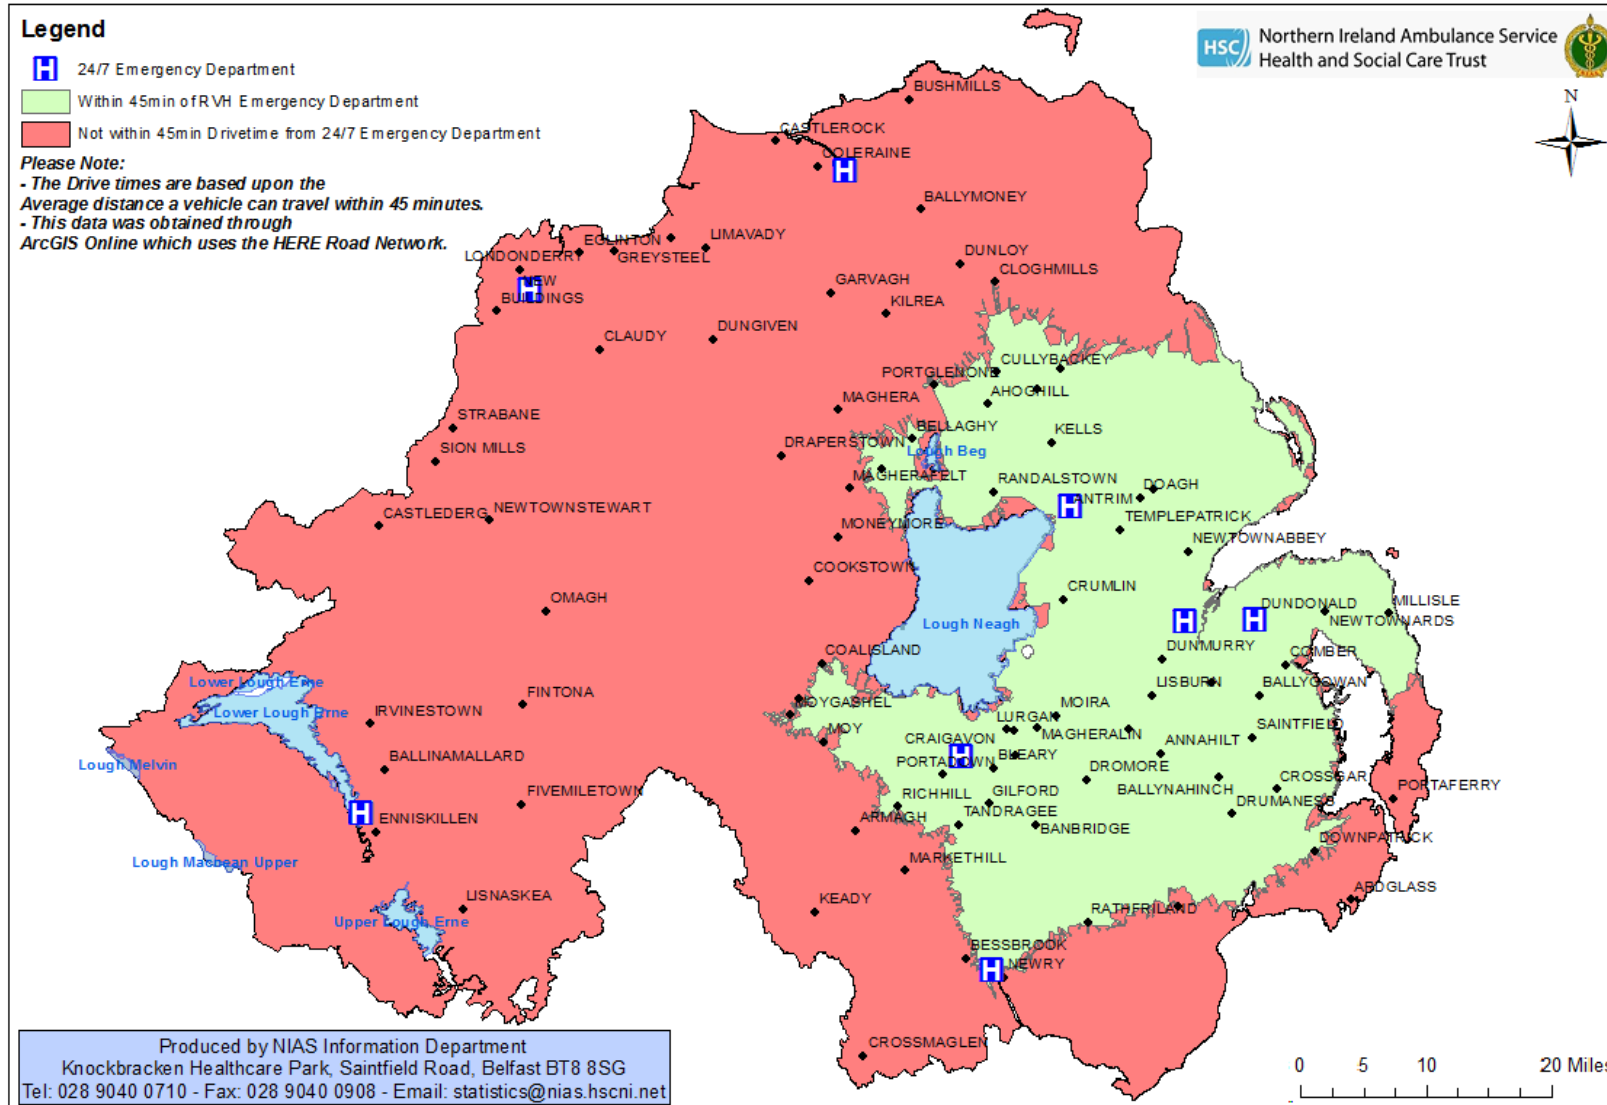 Legend
24/7 Emergency Department
Within 45min of RVH Emergency Department
Not within 45min Drivetime from 24/7 Emergency Department
Please Note:
- The Drive times are based upon the
Average distance a vehicle can travel within 45 minutes.
- This data was obtained through
ArcGIS Online which uses the HERE Road Network.
HSC
Northern Ireland Ambulance Service
Health and Social Care Trust
N
BUSHMILLS
CASTLEROCK
COLERAINE
H
BALLYMONEY
LIMAVADY
EGLINTON
GREYSTEEL
LONDONDERRY
NEW
BUILDINGS
H
DUNLOY
CLOGHMILLS
GARVAGH
KILREA
DUNGIVEN
CLAUDY
CULLYBACKEY
PORTGLENONE
AHOGHILL
MAGHERA
STRABANE
BELLAGHY
KELLS
SION MILLS
DRAPERSTOWN
Lough Beg
MAGHERAFELT
RANDALSTOWN
DOAGH
H
ANTRIM
CASTLEDERG
NEWTOWNSTEWART
TEMPLEPATRICK
MONEYMORE
NEWTOWNABBEY
COOKSTOWN
CRUMLIN
OMAGH
Lough Neagh
H
H
DUNDONALD
MILLISLE
NEWTOWNARDS
COALISLAND
DUNMURRY
COMBER
Lower Lough Erne
Lower Lough Erne
FINTONA
MOYGASHEL
LISBURN
BALLYGOWAN
IRVINESTOWN
MOIRA
LURGAN
MOY
MAGHERALIN
SAINTFIELD
CRAIGAVON
H
ANNAHILT
Lough Melvin
BALLINAMALLARD
PORTADOWN
BLEARY
DROMORE
CROSSGAR
PORTAFERRY
FIVEMILETOWN
RICHHILL
GILFORD
BALLYNAHINCH
DRUMANESS
H
ENNISKILLEN
ARMAGH
TANDRAGEE
BANBRIDGE
DOWNPATRICK
Lough Macbean Upper
MARKETHILL
ARDGLASS
LISNASKEA
KEADY
RATHFRILAND
Upper Lough Erne
BESSBROOK
H
NEWRY
CROSSMAGLEN
Produced by NIAS Information Department
Knockbracken Healthcare Park, Saintfield Road, Belfast BT8 8SG
Tel: 028 9040 0710 - Fax: 028 9040 0908 - Email: statistics@nias.hscni.net
0 5 10 20 Miles